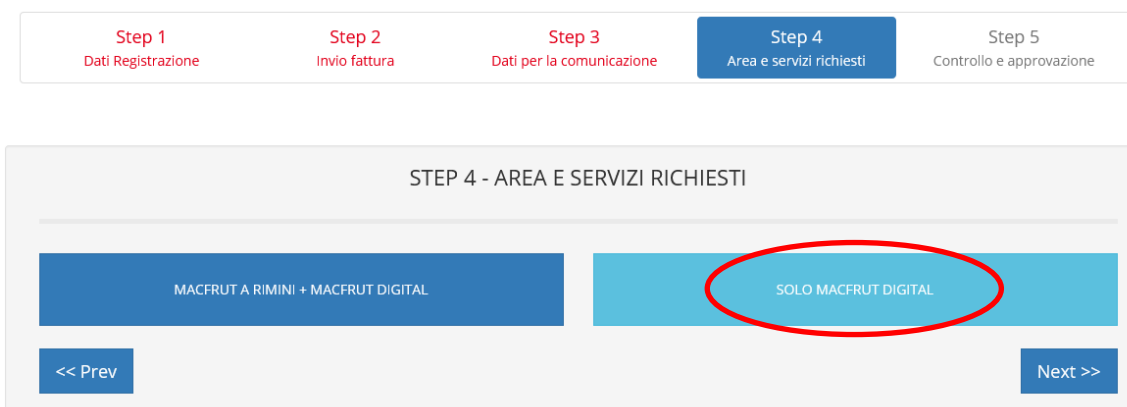 Step 1
Dati Registrazione
Step 2
Invio fattura
Step 3
Dati per la comunicazione
Step 4
Area e servizi richiesti
Step 5
Controllo e approvazione
STEP 4 - AREA E SERVIZI RICHIESTI
MACFRUT A RIMINI + MACFRUT DIGITAL
SOLO MACFRUT DIGITAL
<< Prev
Next >>